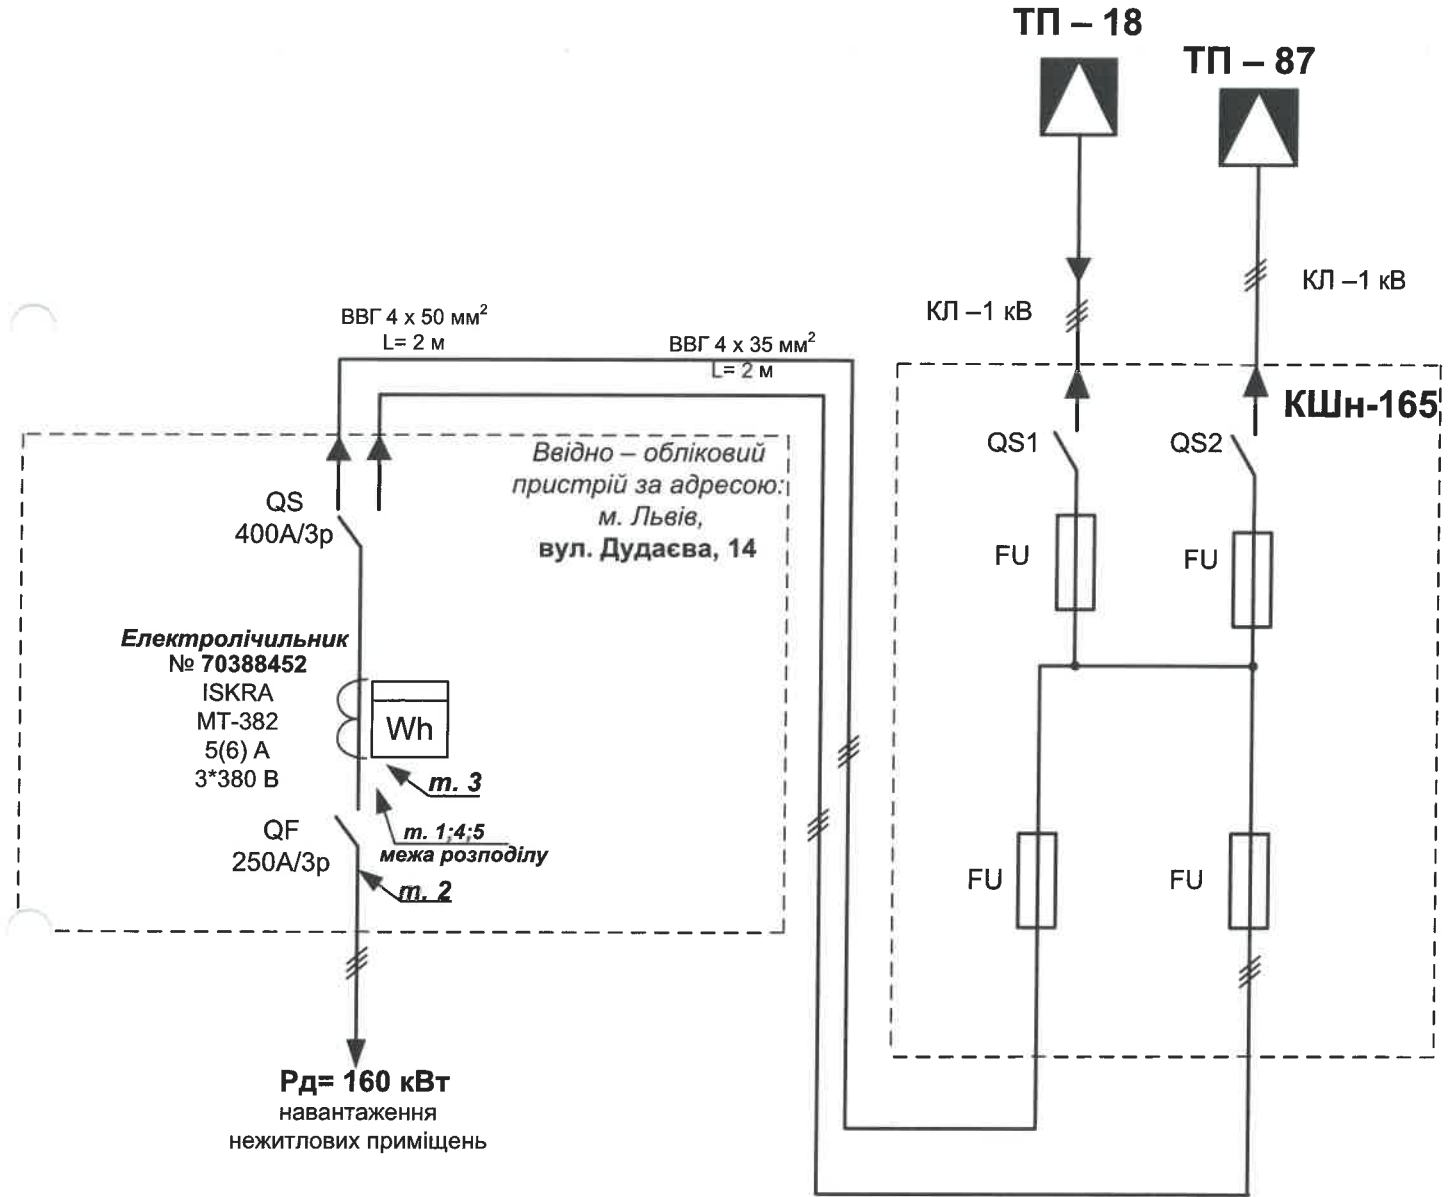 ТП – 18
ТП – 87
КЛ –1 кВ
КЛ –1 кВ
ВВГ 4 х 50 мм²
L= 2 м
ВВГ 4 х 35 мм²
L= 2 м
КШн-165
QS1
QS2
Ввідно – обліковий
пристрій за адресою:
м. Львів,
вул. Дудаєва, 14
QS
400А/3р
FU
FU
Електролічильник
№ 70388452
ISKRA
МТ-382
5(6) А
3*380 В
Wh
т. 3
QF
250А/3р
т. 1;4;5
межа розподілу
т. 2
FU
FU
Рд= 160 кВт
навантаження
нежитлових приміщень